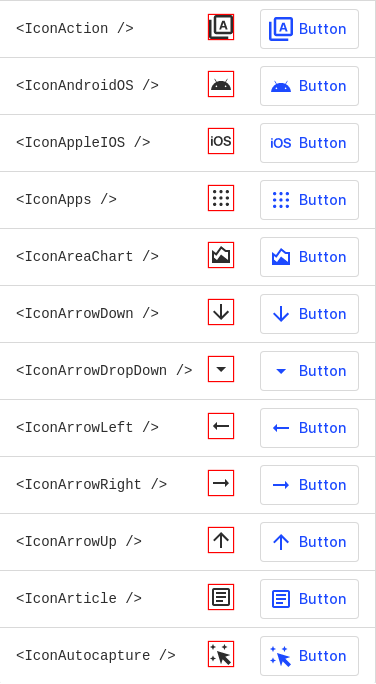 <IconAction /> A A Button
<IconAndroidOS /> Button
<IconAppleIOS /> iOS iOS Button
<IconApps /> Button
<IconAreaChart /> Button
<IconArrowDown /> Button
<IconArrowDropDown /> Button
<IconArrowLeft /> Button
<IconArrowRight /> Button
<IconArrowUp /> Button
<IconArticle /> Button
<IconAutocapture /> Button